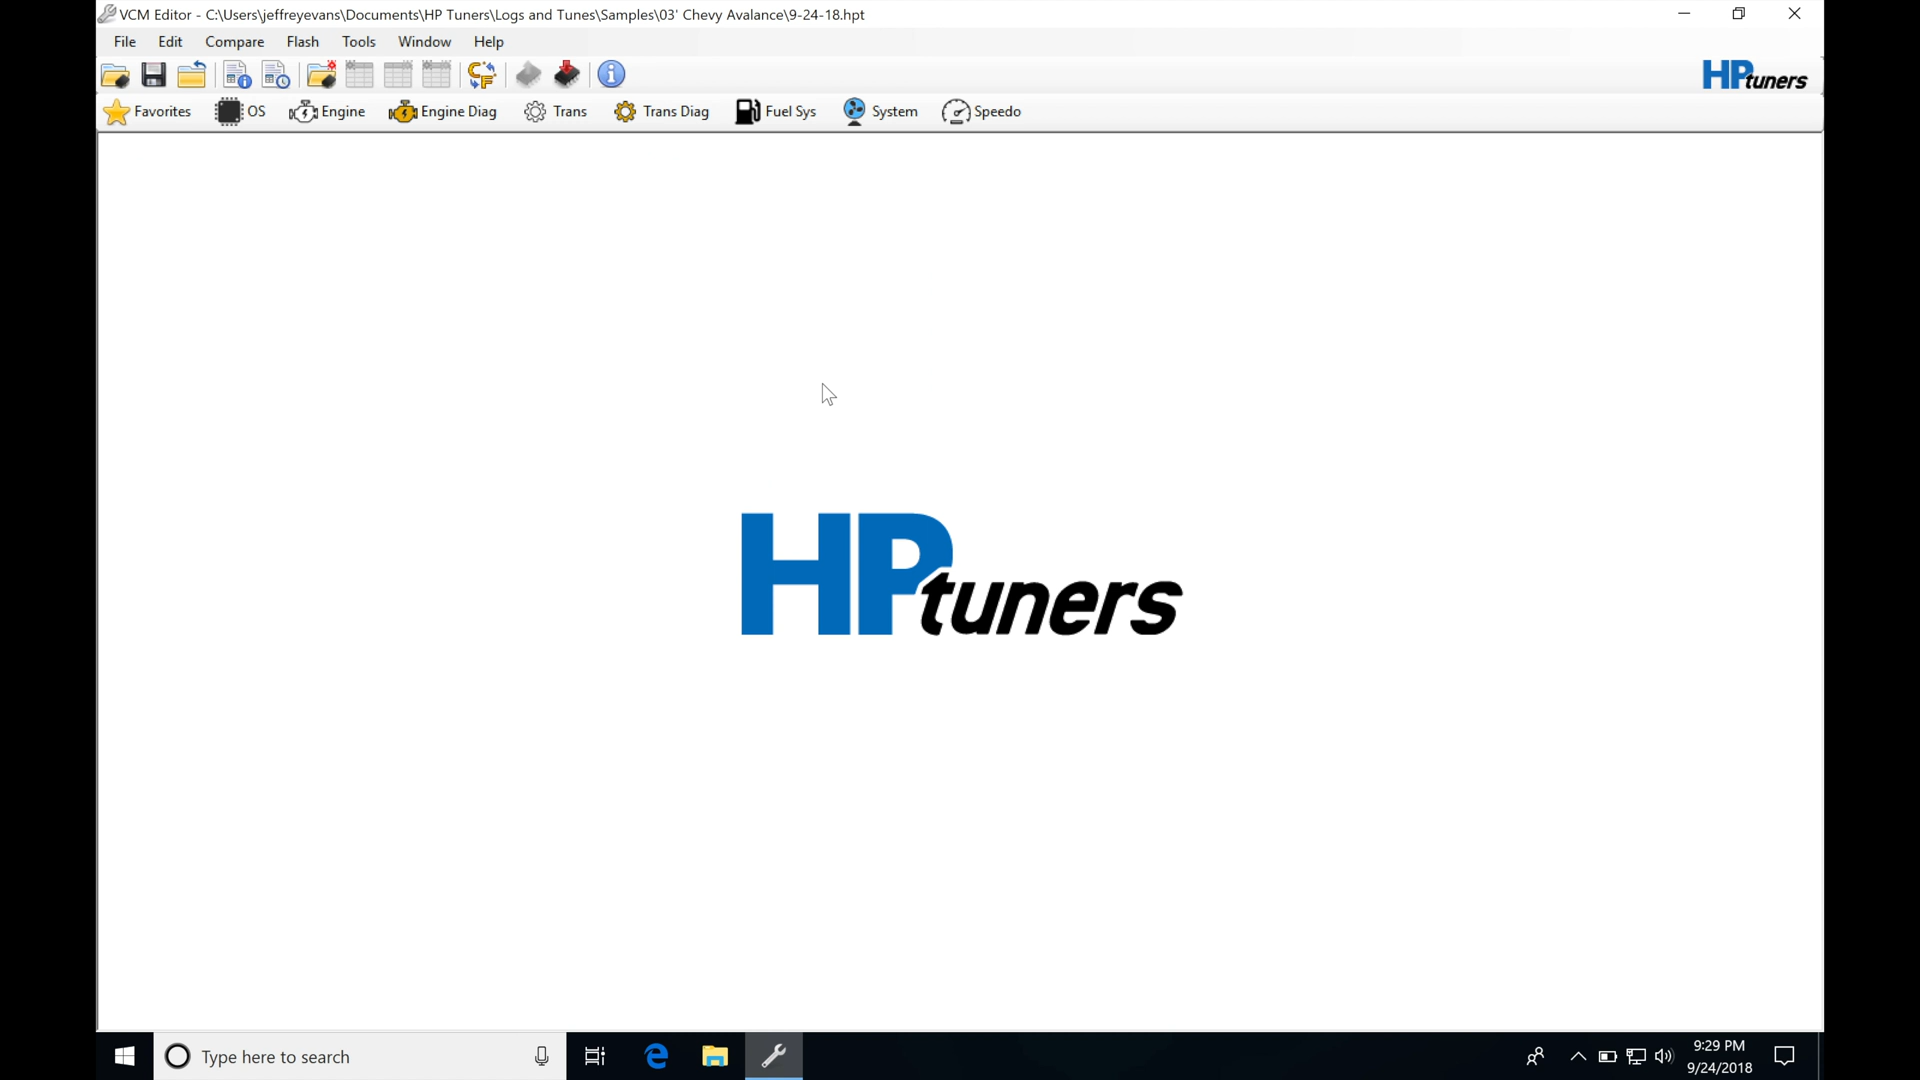 VCM Editor - C:\Users\jeffreyevans\Documents\HP Tuners\Logs and Tunes\Samples\03' Chevy Avalance\9-24-18.hpt
File Edit Compare Flash Tools Window Help
HPtuners
Favorites OS Engine Engine Diag Trans Trans Diag Fuel Sys System Speedo
HPtuners
Type here to search
9:29 PM
9/24/2018